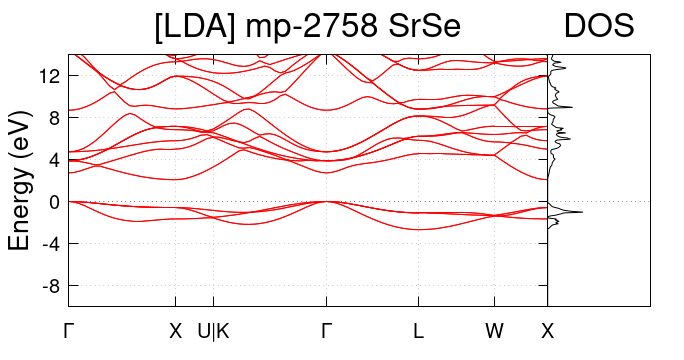 [LDA] mp-2758 SrSe
DOS
Energy (eV)
12
8
4
0
-4
-8
Γ X U|K Γ L W X